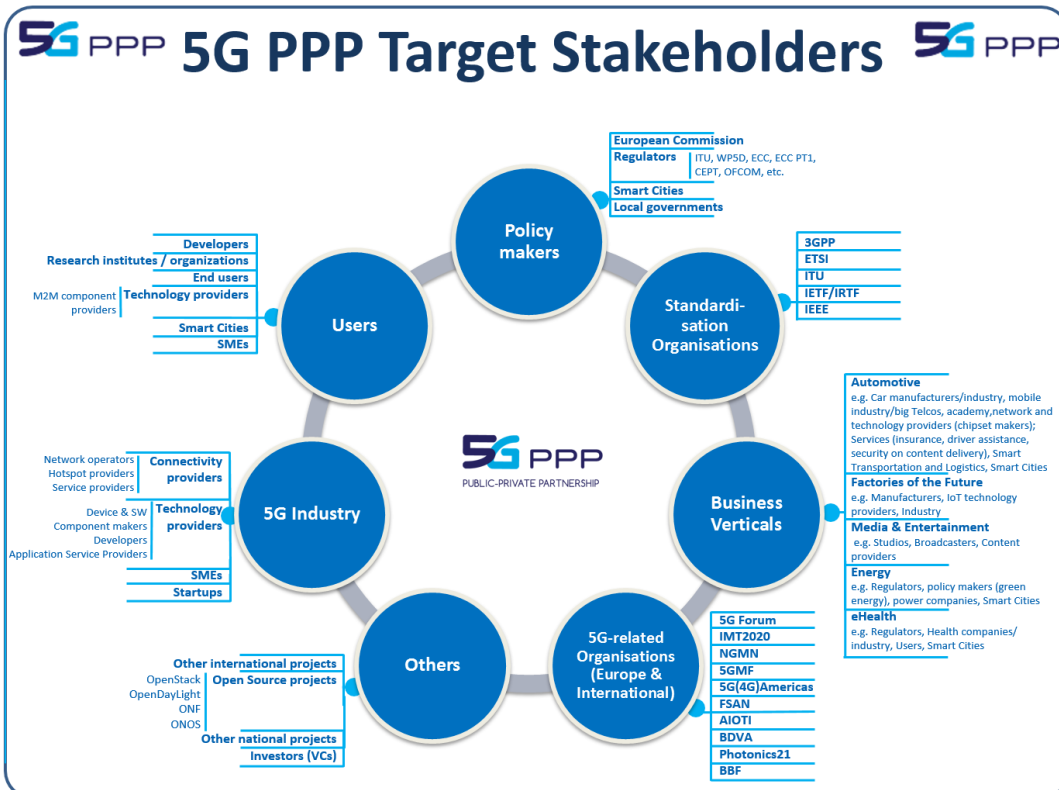 5G PPP
5G PPP Target Stakeholders
5G PPP
Policy
makers
European Commission
Regulators
ITU, WP5D, ECC, ECC PT1,
CEPT, OFCOM, etc.
Smart Cities
Local governments
Standardi-
sation
Organisations
3GPP
ETSI
ITU
IETF/IRTF
IEEE
Business
Verticals
Automotive
e.g. Car manufacturers/industry, mobile
industry/big Telcos, academy,network and
technology providers (chipset makers);
Services (insurance, driver assistance,
security on content delivery), Smart
Transportation and Logistics, Smart Cities
Factories of the Future
e.g. Manufacturers, IoT technology
providers, Industry
Media & Entertainment
e.g. Studios, Broadcasters, Content
providers
Energy
e.g. Regulators, policy makers (green
energy), power companies, Smart Cities
eHealth
e.g. Regulators, Health companies/
industry, Users, Smart Cities
5G-related
Organisations
(Europe &
International)
5G Forum
IMT2020
NGMN
5GMF
5G(4G)Americas
FSAN
AIOTI
BDVA
Photonics21
BBF
Others
Other international projects
Open Source projects
OpenStack
OpenDayLight
ONF
ONOS
Other national projects
Investors (VCs)
5G Industry
Connectivity
providers
Network operators
Hotspot providers
Service providers
Technology
providers
Device & SW
Component makers
Developers
Application Service Providers
SMEs
Startups
Users
Developers
Research institutes / organizations
End users
Technology providers
M2M component
providers
Smart Cities
SMEs
5G PPP
PUBLIC-PRIVATE PARTNERSHIP